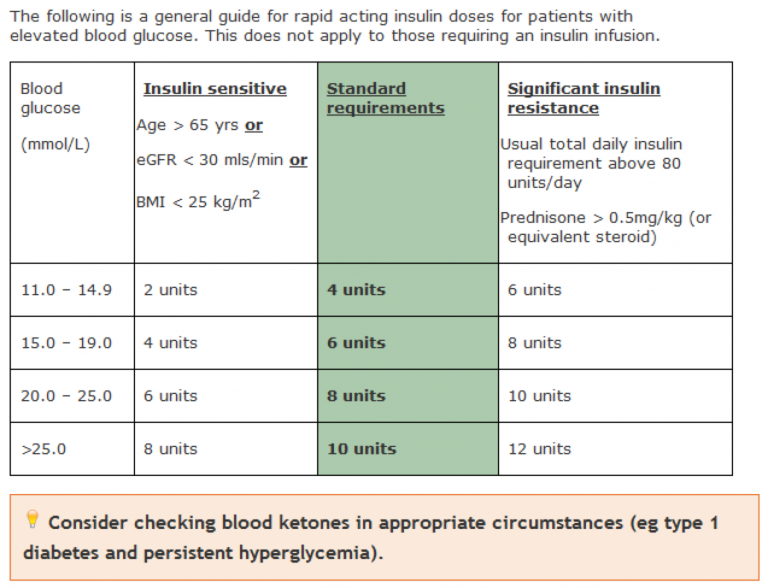 The following is a general guide for rapid acting insulin doses for patients with
elevated blood glucose. This does not apply to those requiring an insulin infusion.
Blood glucose (mmol/L)
Insulin sensitive
Age > 65 yrs or
eGFR < 30 mls/min or
BMI < 25 kg/m²
Standard
requirements
Significant insulin
resistance
Usual total daily insulin
requirement above 80
units/day
Prednisone > 0.5mg/kg (or
equivalent steroid)
11.0 – 14.9 2 units 4 units 6 units
15.0 – 19.0 4 units 6 units 8 units
20.0 – 25.0 6 units 8 units 10 units
>25.0 8 units 10 units 12 units
Consider checking blood ketones in appropriate circumstances (eg type 1
diabetes and persistent hyperglycemia).